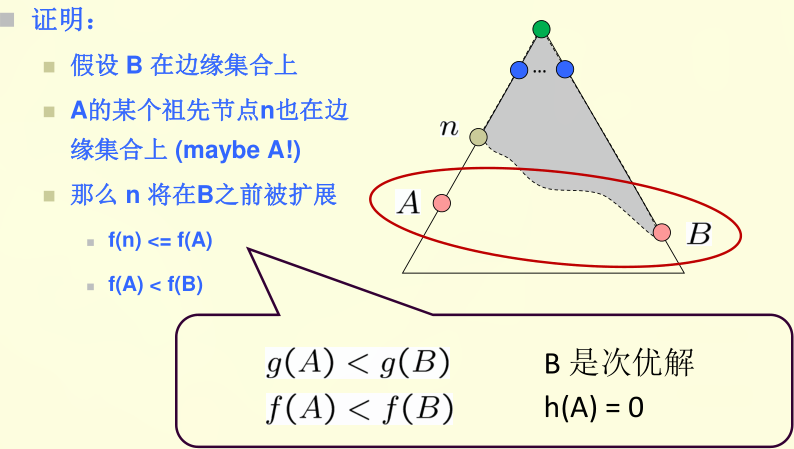 证明:
假设 B 在边缘集合上
A的某个祖先节点n也在边
缘集合上 (maybe A!)
那么 n 将在B之前被扩展
f(n) <= f(A)
f(A) < f(B)
...
n
A
B
g(A) < g(B) B 是次优解
f(A) < f(B) h(A) = 0